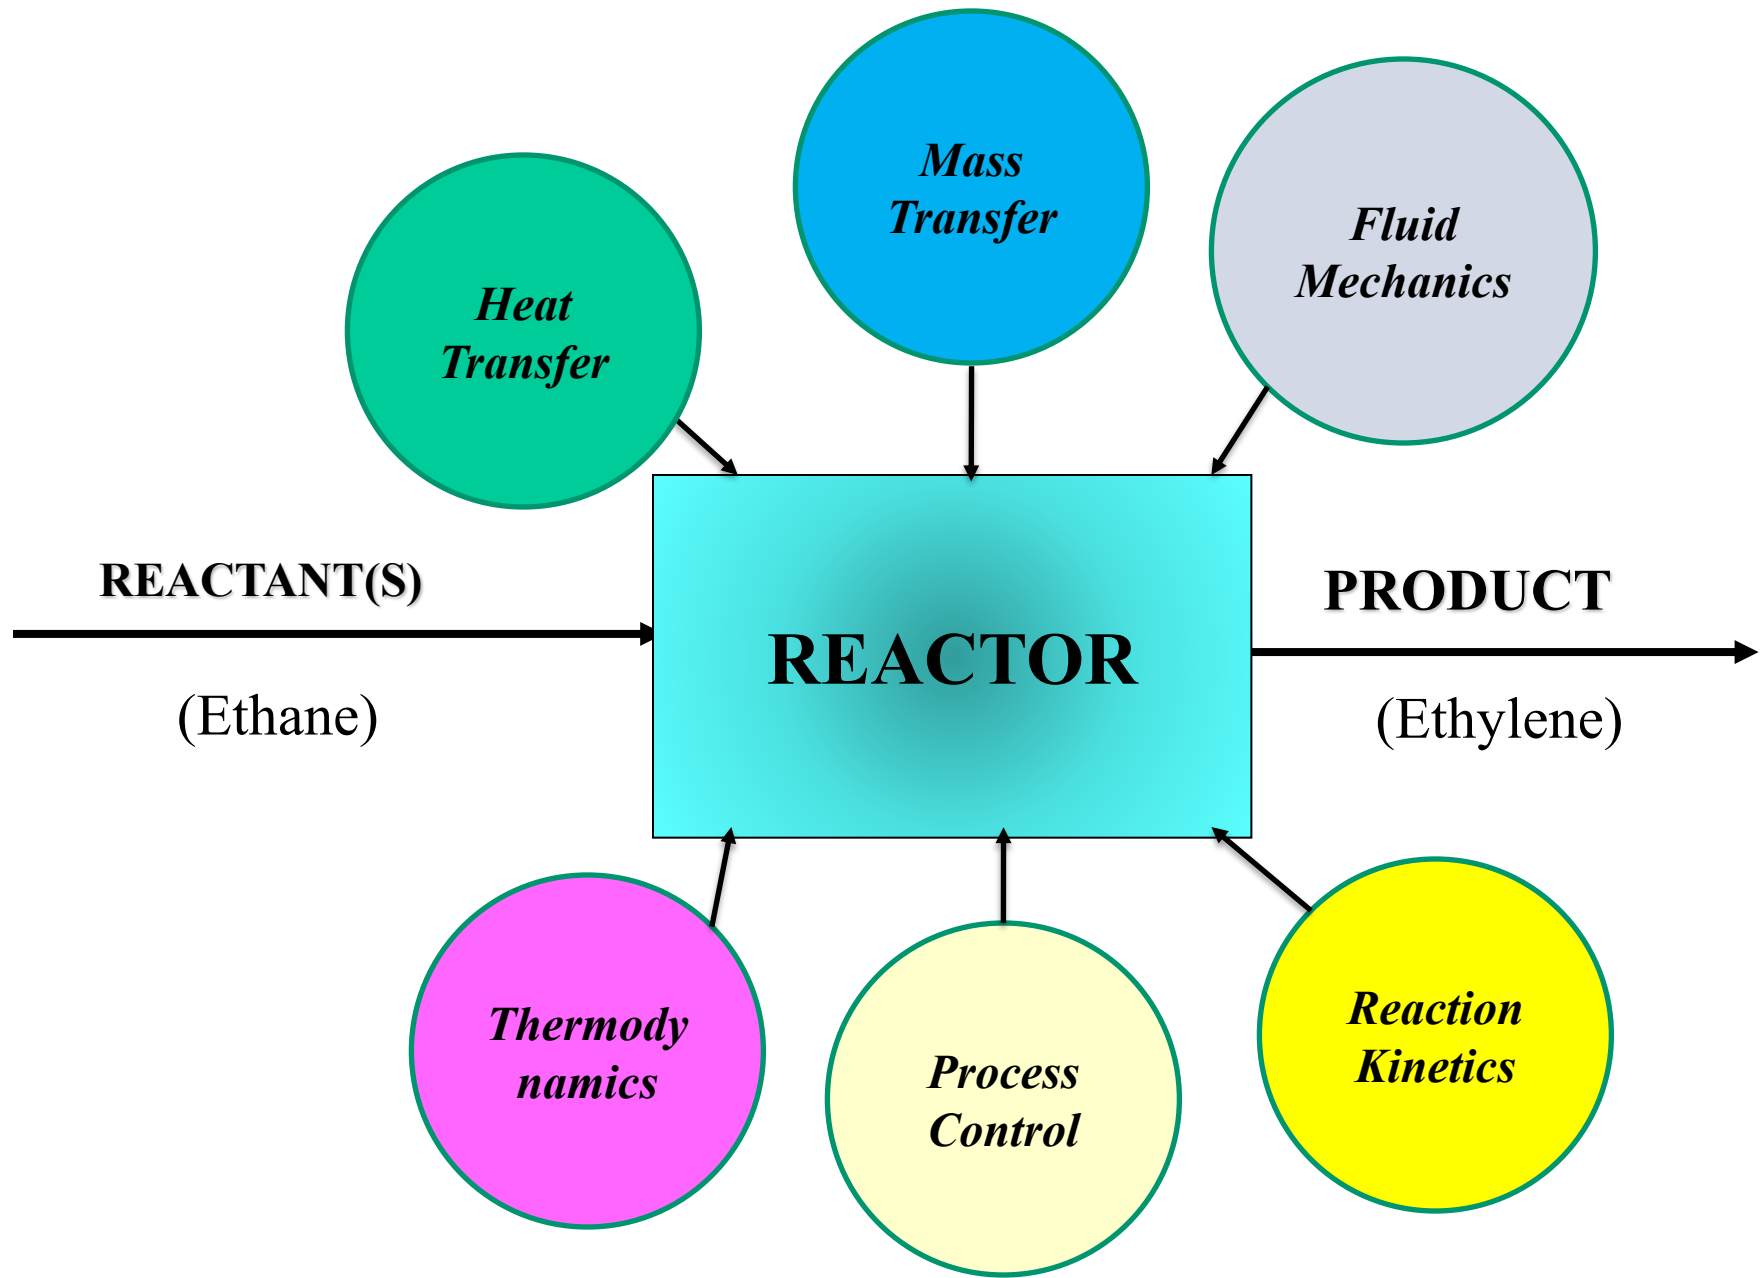 Mass
Transfer
Fluid
Mechanics
Heat
Transfer
REACTANT(S)
(Ethane)
REACTOR
PRODUCT
(Ethylene)
Thermody
namics
Process
Control
Reaction
Kinetics